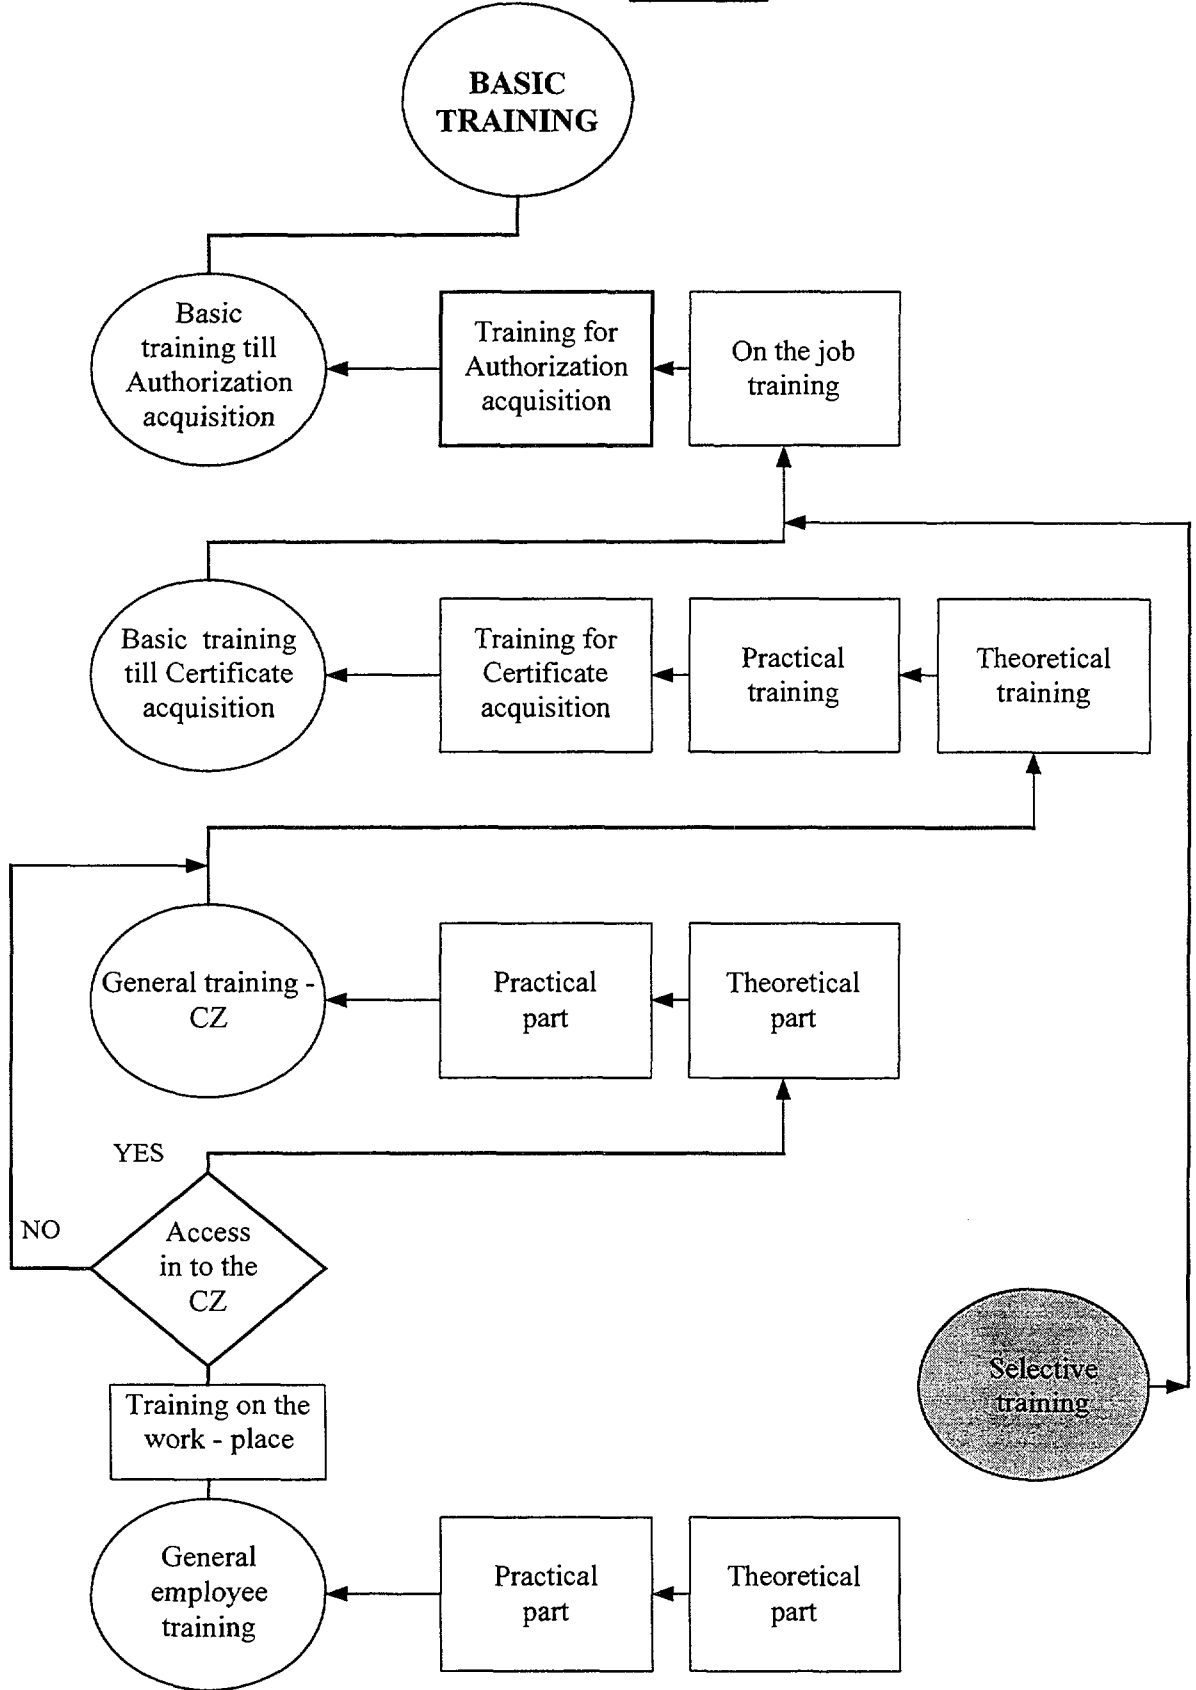 BASIC
TRAINING
Basic
training till
Authorization
acquisition
Training for
Authorization
acquisition
On the job
training
Basic training
till Certificate
acquisition
Training for
Certificate
acquisition
Practical
training
Theoretical
training
General training -
CZ
Practical
part
Theoretical
part
YES
NO
Access
in to the
CZ
Selective
training
Training on the
work - place
General
employee
training
Practical
part
Theoretical
part